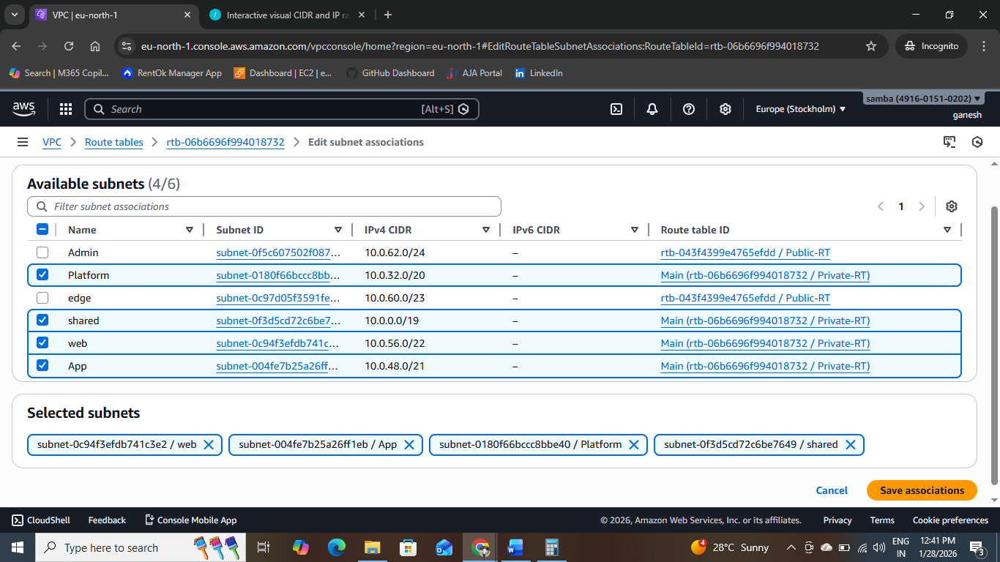 VPC | eu-north-1
Interactive visual CIDR and IP ra
eu-north-1.console.aws.amazon.com/vpcconsole/home?region=eu-north-1#EditRouteTableSubnetAssociations:RouteTableId=rtb-06b6696f994018732
Incognito
Search | M365 Copil...
RentOk Manager App
Dashboard | EC2 | e...
GitHub Dashboard
AJA Portal
LinkedIn
aws
Search
[Alt+S]
Europe (Stockholm)
samba (4916-0151-0202)
ganesh
VPC
Route tables
rtb-06b6696f994018732
Edit subnet associations
Available subnets (4/6)
Filter subnet associations
1
Name Subnet ID IPv4 CIDR IPv6 CIDR Route table ID
Admin subnet-0f5c607502f087... 10.0.62.0/24 – rtb-043f4399e4765efdd / Public-RT
Platform subnet-0180f66bccc8bb... 10.0.32.0/20 – Main (rtb-06b6696f994018732 / Private-RT)
edge subnet-0c97d05f3591fe... 10.0.60.0/23 – rtb-043f4399e4765efdd / Public-RT
shared subnet-0f3d5cd72c6be7... 10.0.0.0/19 – Main (rtb-06b6696f994018732 / Private-RT)
web subnet-0c94f3efdb741c... 10.0.56.0/22 – Main (rtb-06b6696f994018732 / Private-RT)
App subnet-004fe7b25a26ff... 10.0.48.0/21 – Main (rtb-06b6696f994018732 / Private-RT)
Selected subnets
subnet-0c94f3efdb741c3e2 / web
subnet-004fe7b25a26ff1eb / App
subnet-0180f66bccc8bbe40 / Platform
subnet-0f3d5cd72c6be7649 / shared
Cancel
Save associations
CloudShell
Feedback
Console Mobile App
© 2026, Amazon Web Services, Inc. or its affiliates.
Privacy
Terms
Cookie preferences
Type here to search
4
28°C Sunny
ENG
IN
12:41 PM
1/28/2026
3